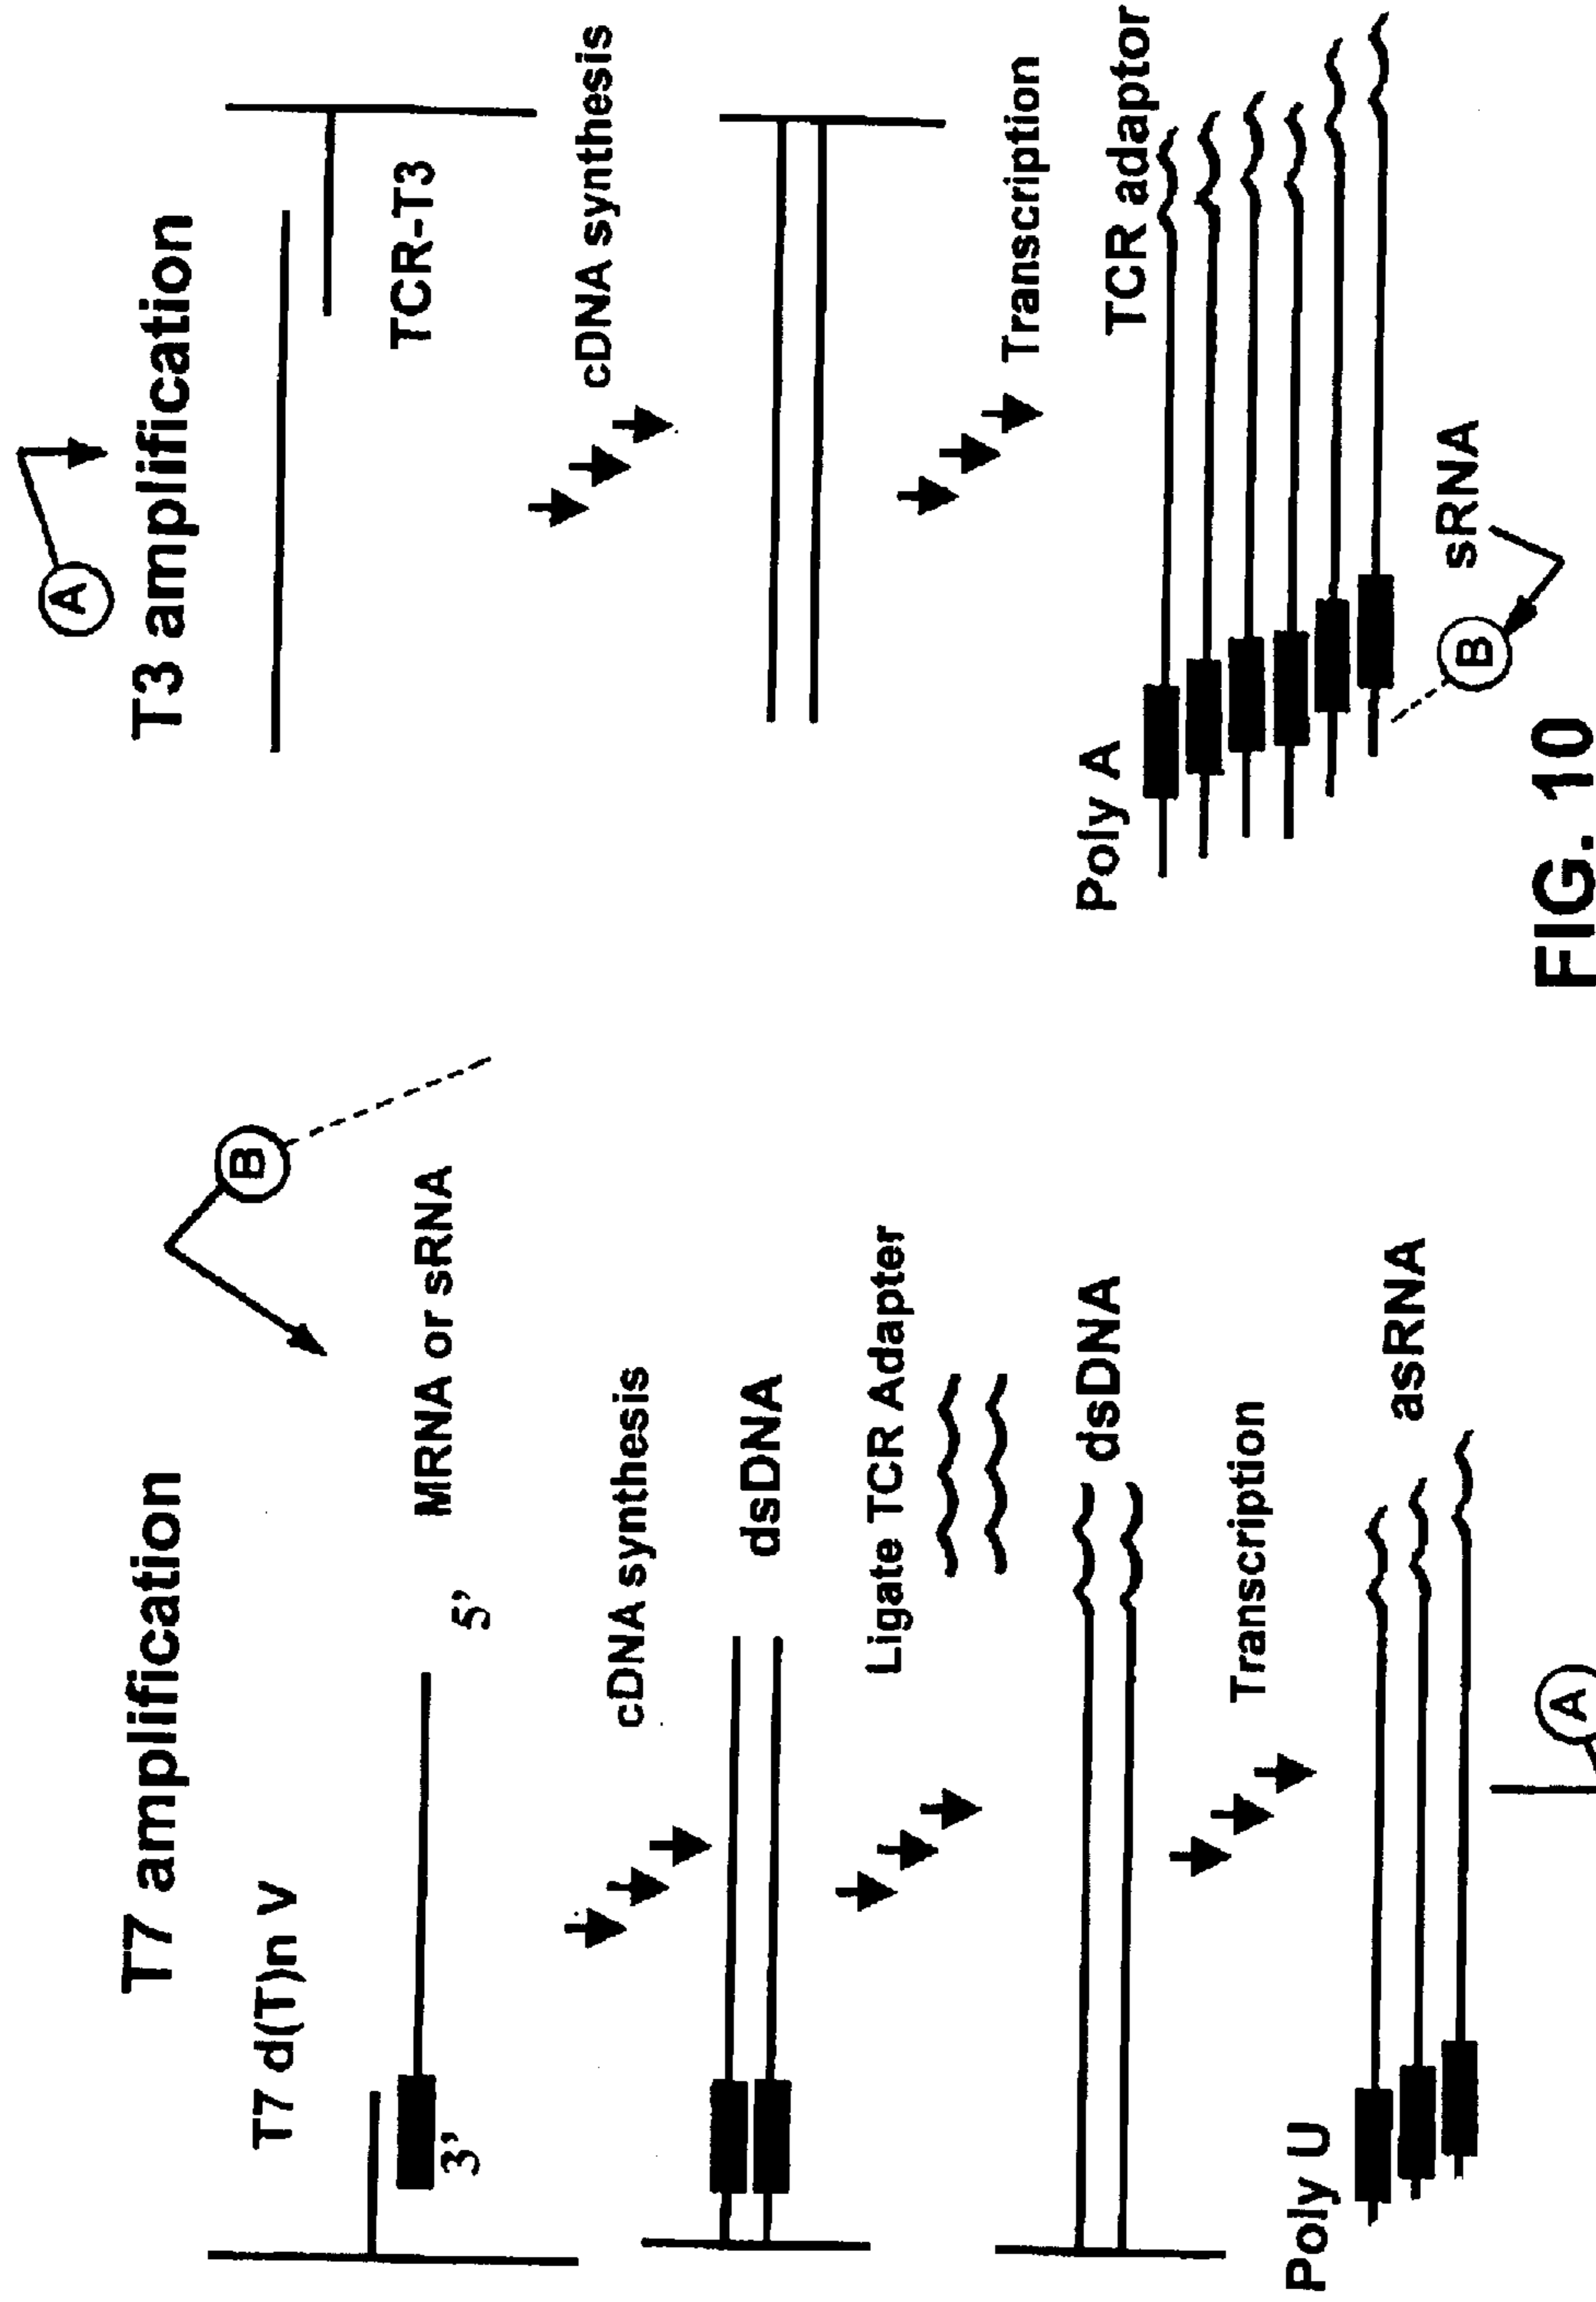 T7 amplification
T7 d(T)n V
B
3’
5’
MRNA or sRNA
cDNA synthesis
dsDNA
Ligate TCR Adapter
dsDNA
Transcription
Poly U
asRNA
A
A
T3 amplification
TCR-T3
cDNA synthesis
Transcription
Poly A
TCR adaptor
sRNA
B
FIG. 10